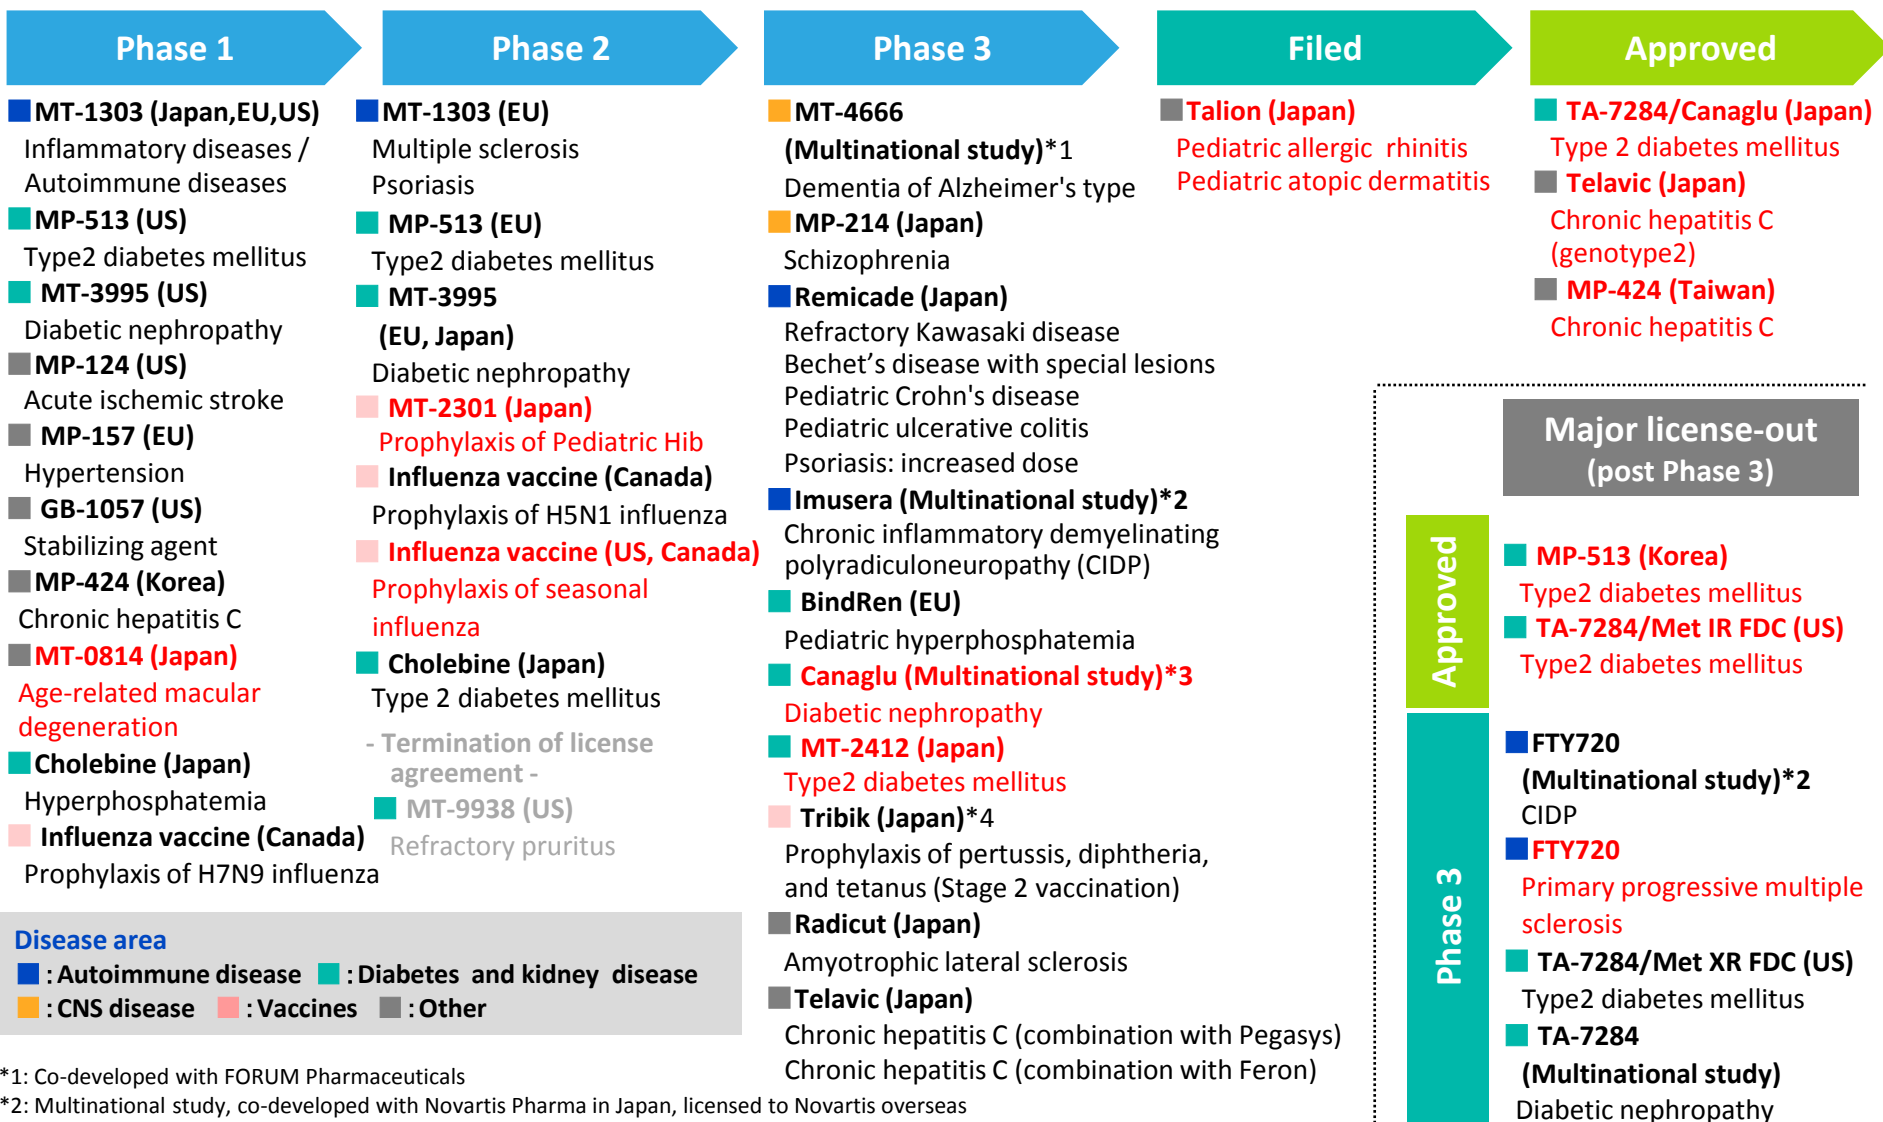 Phase 1
■MT-1303 (Japan,EU,US)
Inflammatory diseases /
Autoimmune diseases
■MP-513 (US)
Type2 diabetes mellitus
■ MT-3995 (US)
Diabetic nephropathy
■MP-124 (US)
Acute ischemic stroke
■ MP-157 (EU)
Hypertension
■ GB-1057 (US)
Stabilizing agent
■MP-424 (Korea)
Chronic hepatitis C
■MT-0814 (Japan)
Age-related macular
degeneration
■Cholebine (Japan)
Hyperphosphatemia
■ Influenza vaccine (Canada)
Prophylaxis of H7N9 influenza
Phase 2
■MT-1303 (EU)
Multiple sclerosis
Psoriasis
■ MP-513 (EU)
Type2 diabetes mellitus
■ MT-3995
(EU, Japan)
Diabetic nephropathy
■ MT-2301 (Japan)
Prophylaxis of Pediatric Hib
■ Influenza vaccine (Canada)
Prophylaxis of H5N1 influenza
■ Influenza vaccine (US, Canada)
Prophylaxis of seasonal
influenza
■ Cholebine (Japan)
Type 2 diabetes mellitus
- Termination of license
agreement -
■ MT-9938 (US)
Refractory pruritus
Phase 3
■MT-4666
(Multinational study)*1
Dementia of Alzheimer's type
■MP-214 (Japan)
Schizophrenia
■Remicade (Japan)
Refractory Kawasaki disease
Bechet’s disease with special lesions
Pediatric Crohn's disease
Pediatric ulcerative colitis
Psoriasis: increased dose
■Imusera (Multinational study)*2
Chronic inflammatory demyelinating
polyradiculoneuropathy (CIDP)
■ BindRen (EU)
Pediatric hyperphosphatemia
■ Canaglu (Multinational study)*3
Diabetic nephropathy
■ MT-2412 (Japan)
Type2 diabetes mellitus
■ Tribik (Japan)*4
Prophylaxis of pertussis, diphtheria,
and tetanus (Stage 2 vaccination)
■Radicut (Japan)
Amyotrophic lateral sclerosis
■Telavic (Japan)
Chronic hepatitis C (combination with Pegasys)
Chronic hepatitis C (combination with Feron)
Filed
■Talion (Japan)
Pediatric allergic rhinitis
Pediatric atopic dermatitis
Approved
■ TA-7284/Canaglu (Japan)
Type 2 diabetes mellitus
■ Telavic (Japan)
Chronic hepatitis C
(genotype2)
■ MP-424 (Taiwan)
Chronic hepatitis C
Major license-out
(post Phase 3)
Approved
■ MP-513 (Korea)
Type2 diabetes mellitus
■ TA-7284/Met IR FDC (US)
Type2 diabetes mellitus
Phase 3
■FTY720
(Multinational study)*2
CIDP
■FTY720
Primary progressive multiple
sclerosis
■ TA-7284/Met XR FDC (US)
Type2 diabetes mellitus
■ TA-7284
(Multinational study)
Diabetic nephropathy
Disease area
■ : Autoimmune disease ■ : Diabetes and kidney disease
■ : CNS disease ■ : Vaccines ■ : Other
*1: Co-developed with FORUM Pharmaceuticals
*2: Multinational study, co-developed with Novartis Pharma in Japan, licensed to Novartis overseas